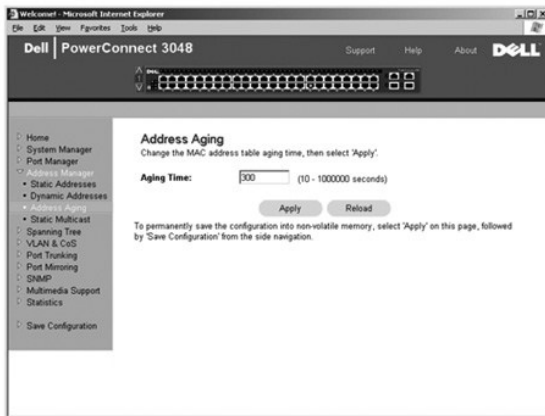 Welcome! - Microsoft Internet Explorer
File Edit View Favorites Tools Help
Dell | PowerConnect 3048
Support Help About DELL
Home
System Manager
Port Manager
Address Manager
Static Addresses
Dynamic Addresses
Address Aging
Static Multicast
Spanning Tree
VLAN & CoS
Port Trunking
Port Mirroring
SNMP
Multimedia Support
Statistics
Save Configuration
Address Aging
Change the MAC address table aging time, then select 'Apply'.
Aging Time: 300 (10 - 1000000 seconds)
Apply Reload
To permanently save the configuration into non-volatile memory, select 'Apply' on this page, followed
by 'Save Configuration' from the side navigation.